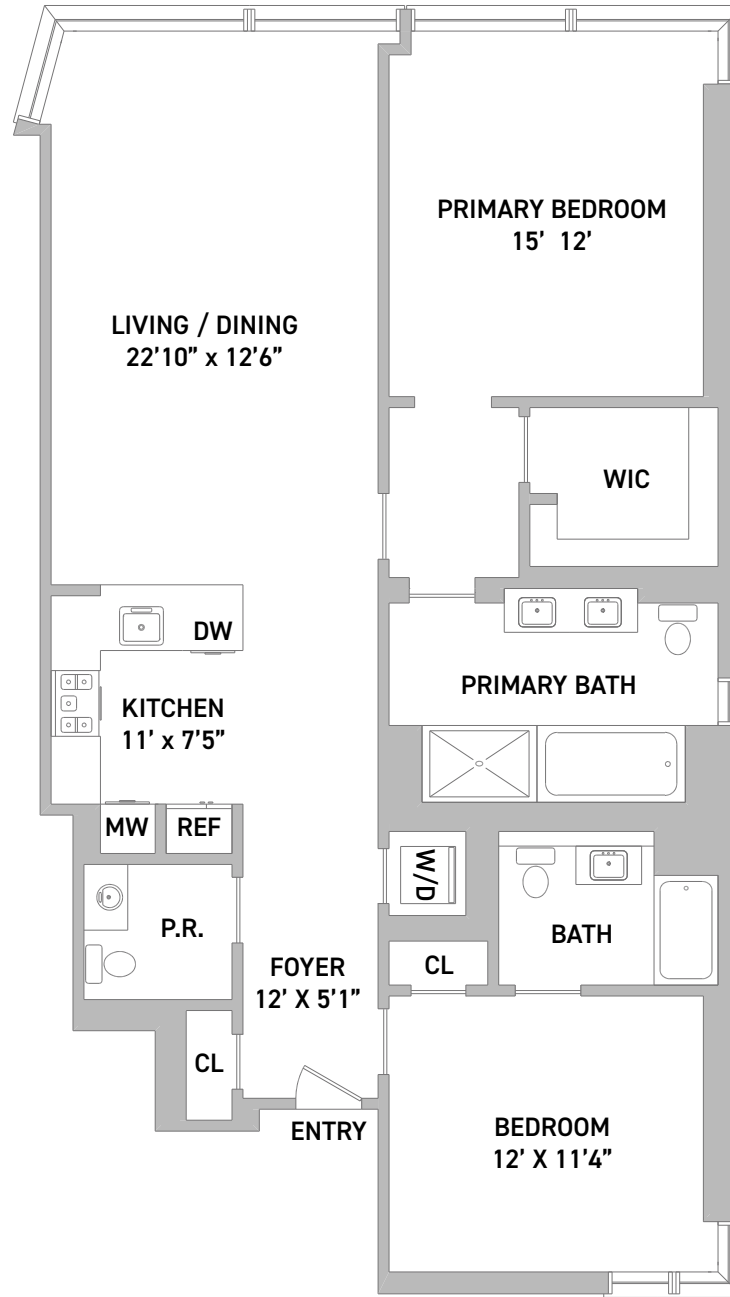 PRIMARY BEDROOM
15' 12'
LIVING / DINING
22'10” x 12'6”
WIC
DW
PRIMARY BATH
KITCHEN
11' x 7'5”
MW
REF
W/D
P.R.
BATH
CL
FOYER
12' X 5'1”
CL
ENTRY
BEDROOM
12' X 11'4”